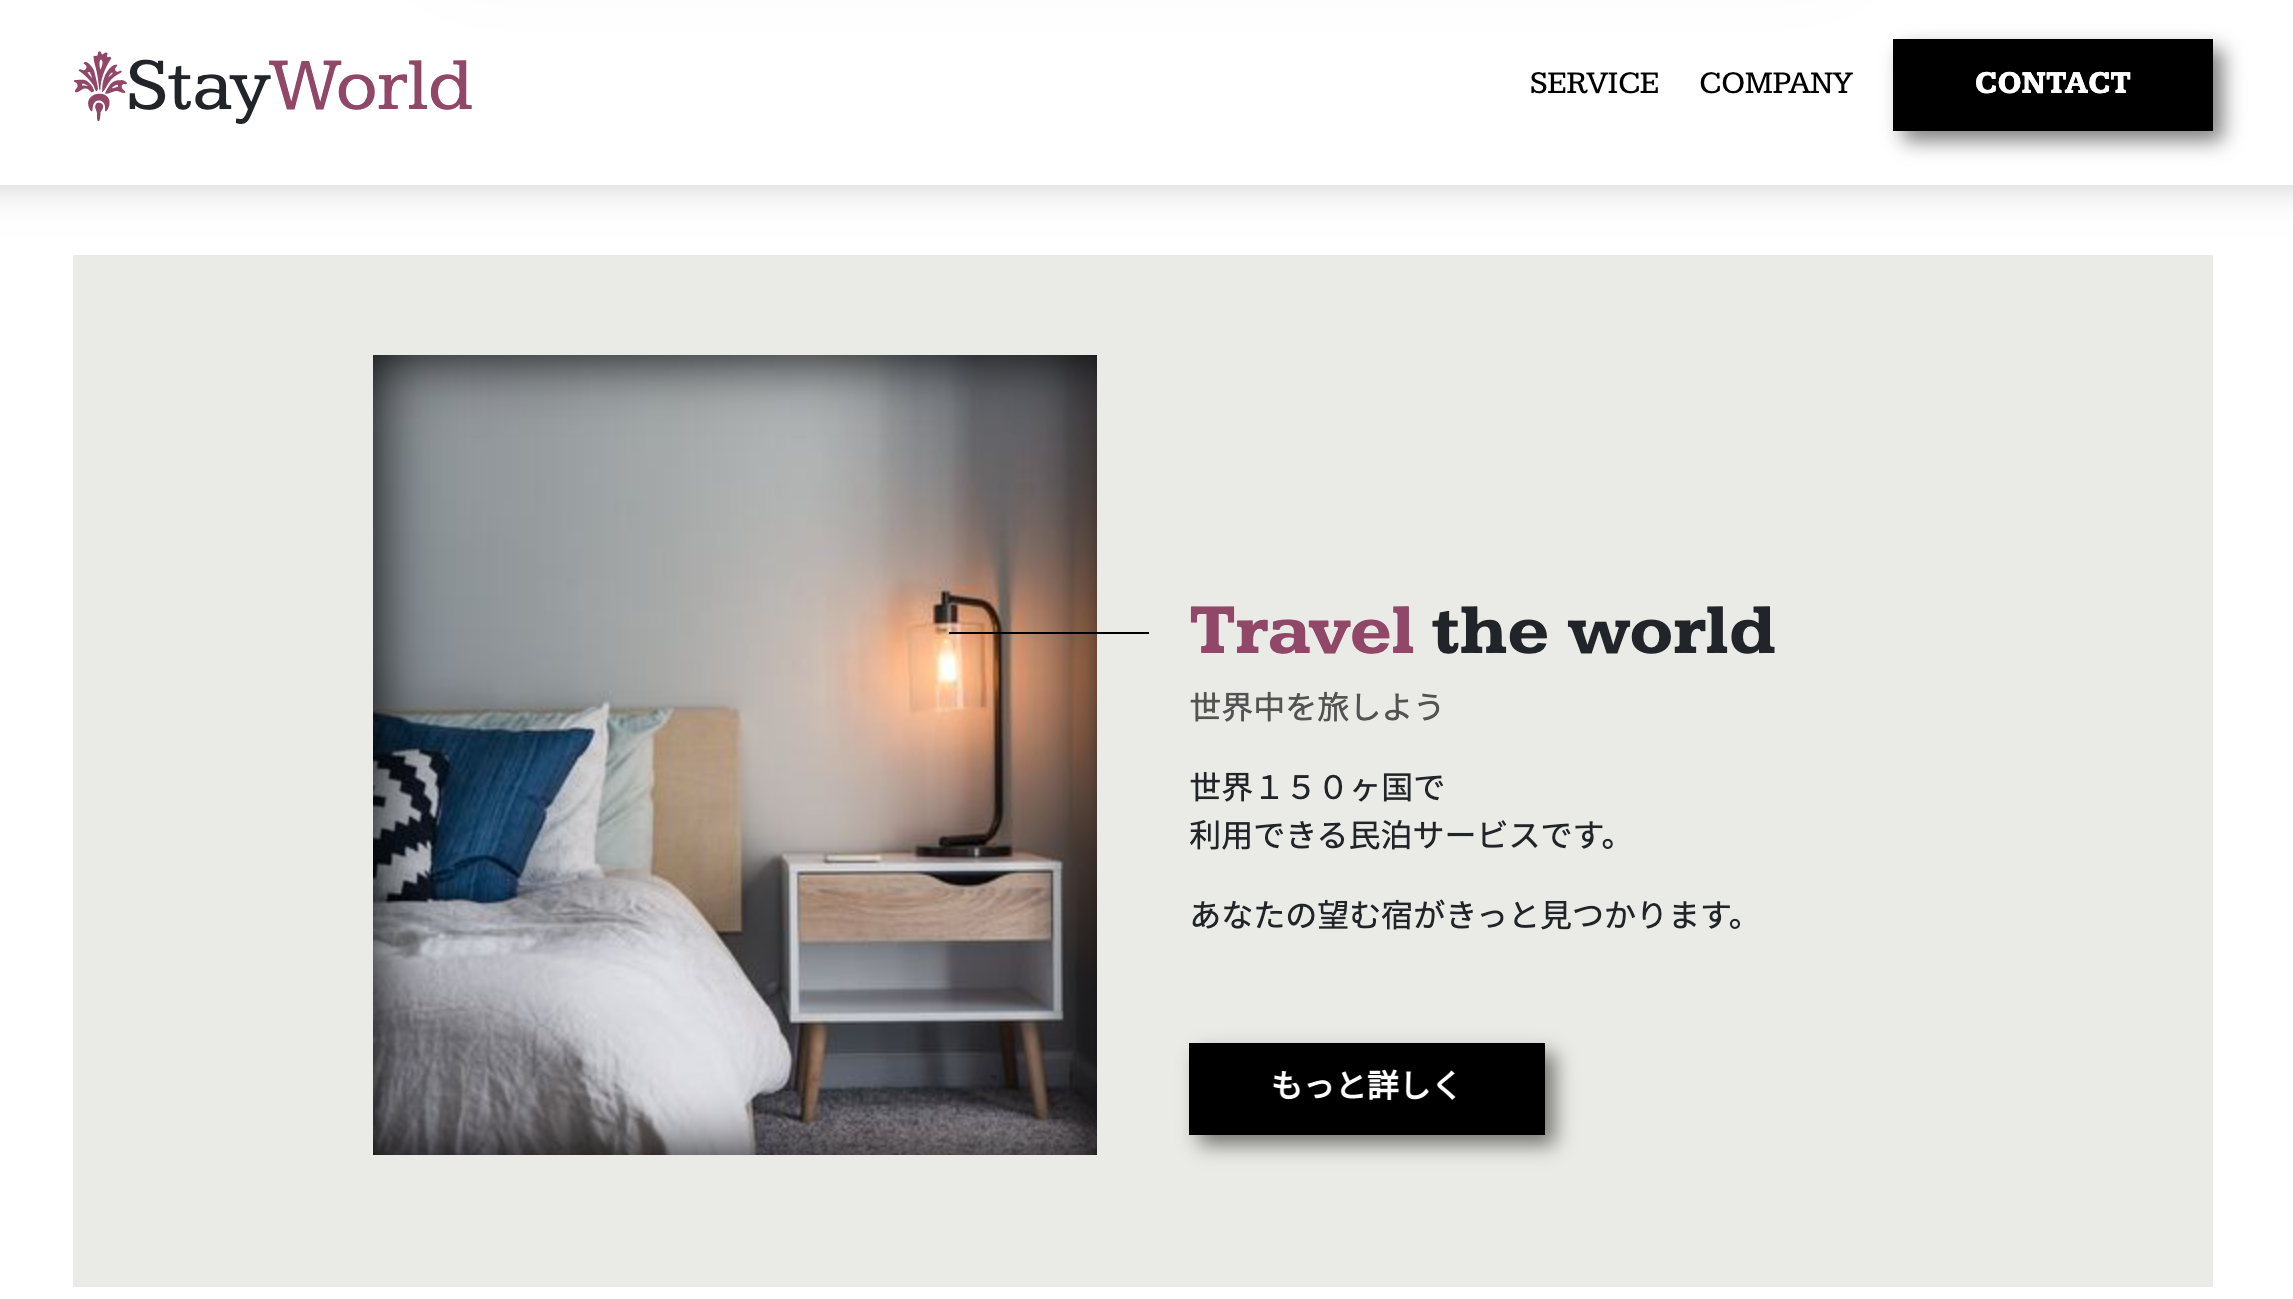 StayWorld
SERVICE
COMPANY
CONTACT
Travel the world
世界中を旅しよう
世界１５０ヶ国で
利用できる民泊サービスです。
あなたの望む宿がきっと見つかります。
もっと詳しく